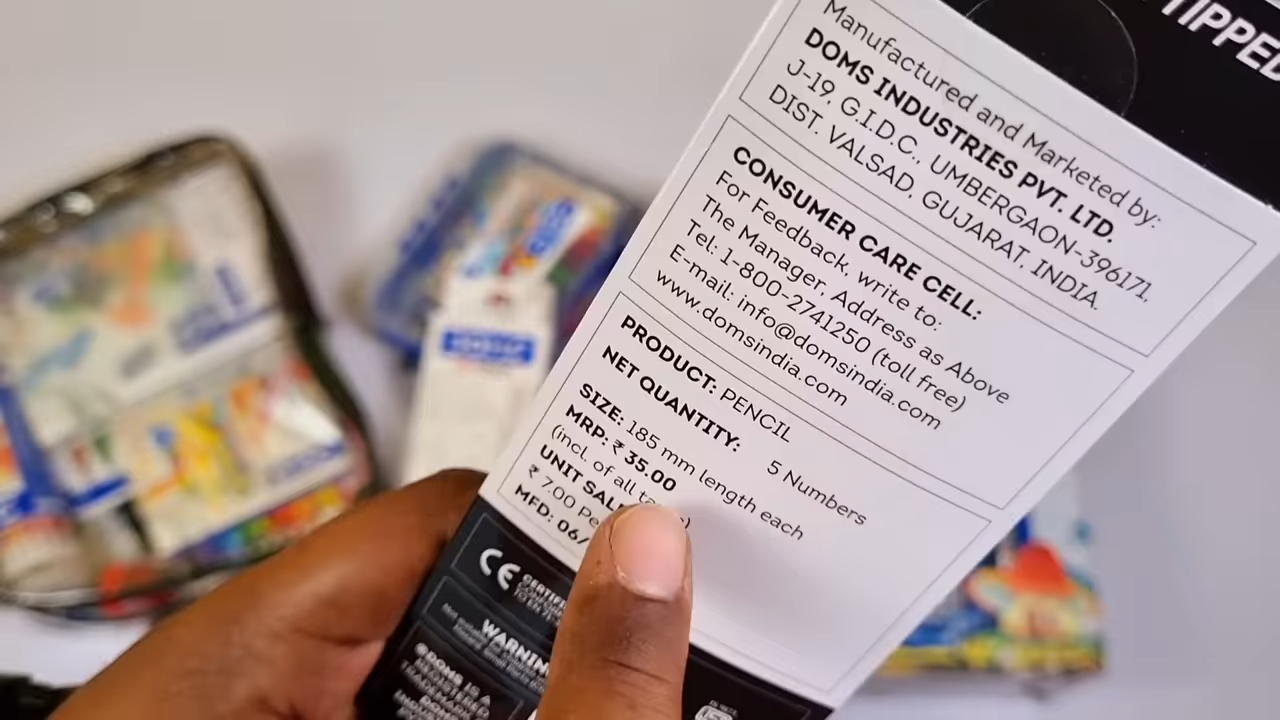 TIPPED
Manufactured and Marketed by:
DOMS INDUSTRIES PVT. LTD.
J-19, G.I.D.C., UMBERGAON-396171,
DIST. VALSAD, GUJARAT, INDIA.
CONSUMER CARE CELL:
For Feedback, write to:
The Manager, Address as Above
Tel: 1-800-2741250 (toll free)
E-mail: info@domsindia.com
www.domsindia.com
PRODUCT: PENCIL
NET QUANTITY: 5 Numbers
SIZE: 185 mm length each
MRP: ₹ 35.00
(incl. of all
UNIT
₹ 7.00
MFD: 06/
CE